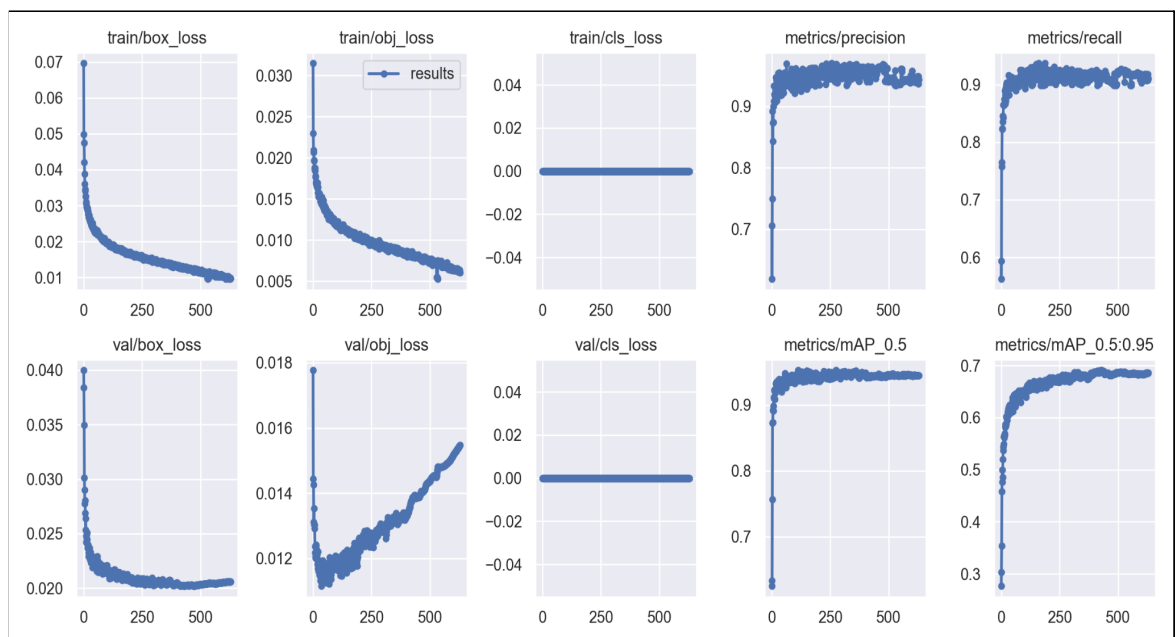 train/box_loss
train/obj_loss
train/cls_loss
metrics/precision
metrics/recall
0.07
0.06
0.05
0.04
0.03
0.02
0.01
0 250 500
results
0.030
0.025
0.020
0.015
0.010
0.005
0 250 500
0.04
0.02
0.00
−0.02
−0.04
0 250 500
0.9
0.8
0.7
0 250 500
0.9
0.8
0.7
0.6
0 250 500
val/box_loss
val/obj_loss
val/cls_loss
metrics/mAP_0.5
metrics/mAP_0.5:0.95
0.040
0.035
0.030
0.025
0.020
0 250 500
0.018
0.016
0.014
0.012
0 250 500
0.04
0.02
0.00
−0.02
−0.04
0 250 500
0.9
0.8
0.7
0 250 500
0.7
0.6
0.5
0.4
0.3
0 250 500